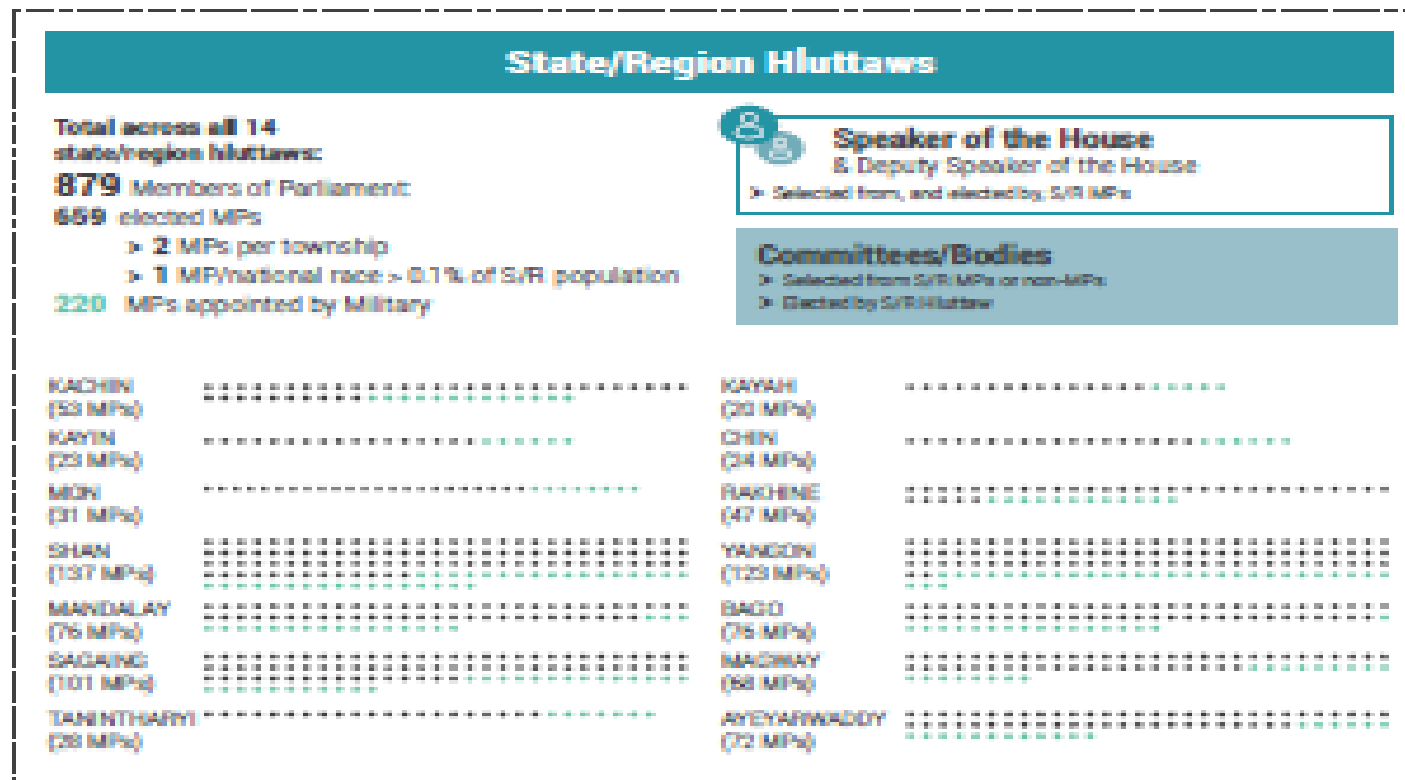 State/Region Hluttaws
Total across all 14
state/region hluttaws:
879 Members of Parliament
659 elected MPs
> 2 MPs per township
> 1 MP/national race > 0.1% of S/R population
220 MPs appointed by Military
Speaker of the House
& Deputy Speaker of the House
> Selected from, and elected by, S/R MPs
Committees/Bodies
> Selected from S/R MPs or non-MPs
> Elected by S/R Hluttaw
KACHIN
(53 MPs)
KAYIN
(23 MPs)
MON
(31 MPs)
SHAN
(137 MPs)
MANDALAY
(76 MPs)
SAGAING
(101 MPs)
TANINTHARYI
(28 MPs)
KAYAH
(20 MPs)
CHIN
(24 MPs)
RAKHINE
(47 MPs)
YANGON
(123 MPs)
BAGO
(76 MPs)
MAGWAY
(68 MPs)
AYEYARWADDY
(72 MPs)